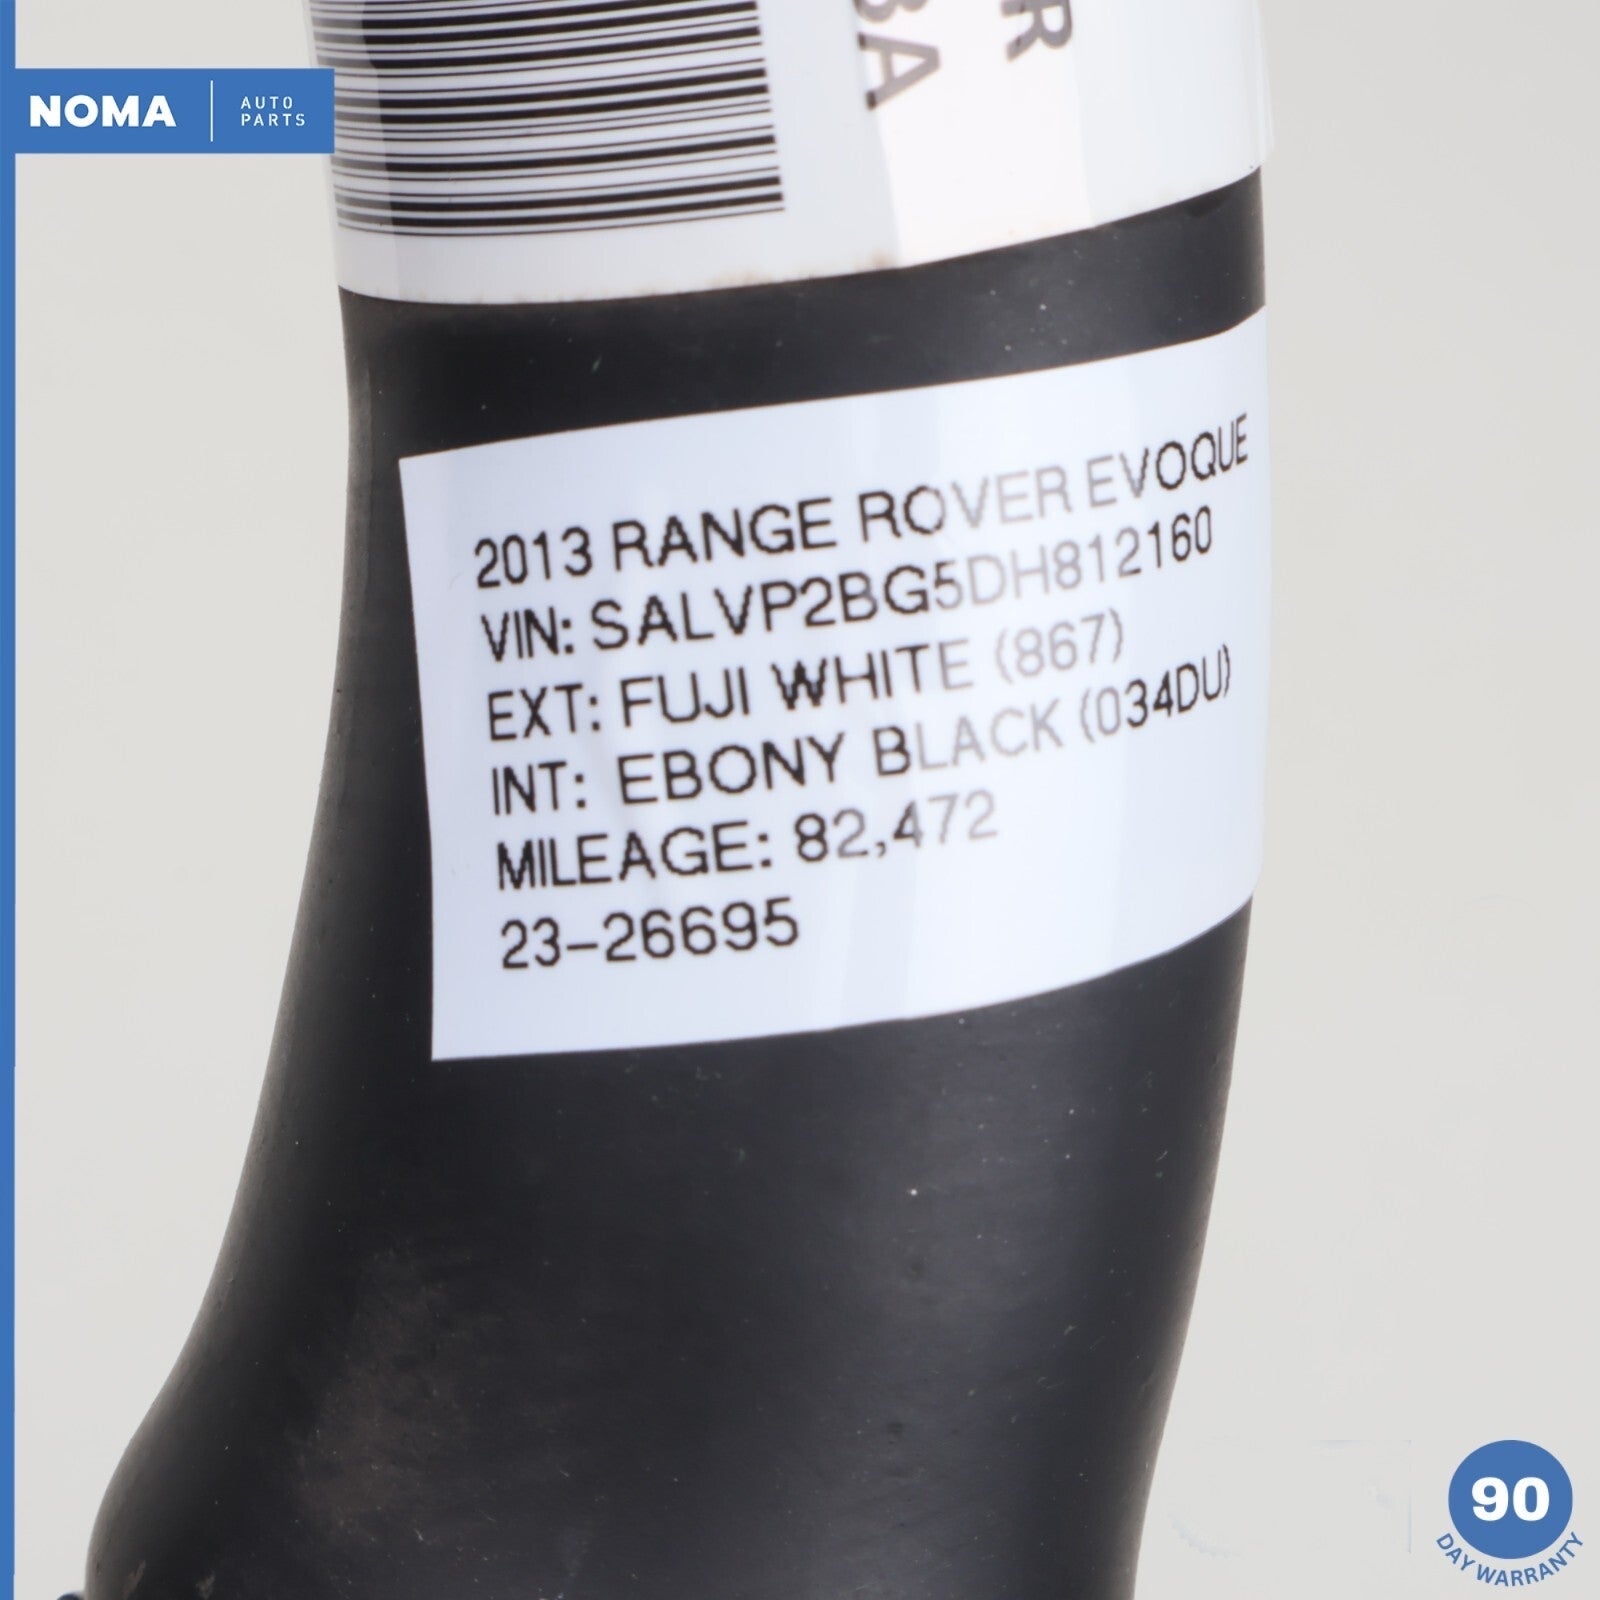 NOMA
AUTO
PARTS
2013 RANGE ROVER EVOQUE
VIN: SALVP2BG5DH812160
EXT: FUJI WHITE (867)
INT: EBONY BLACK (034DU)
MILEAGE: 82,472
23-26695
90
DAY WARRANTY